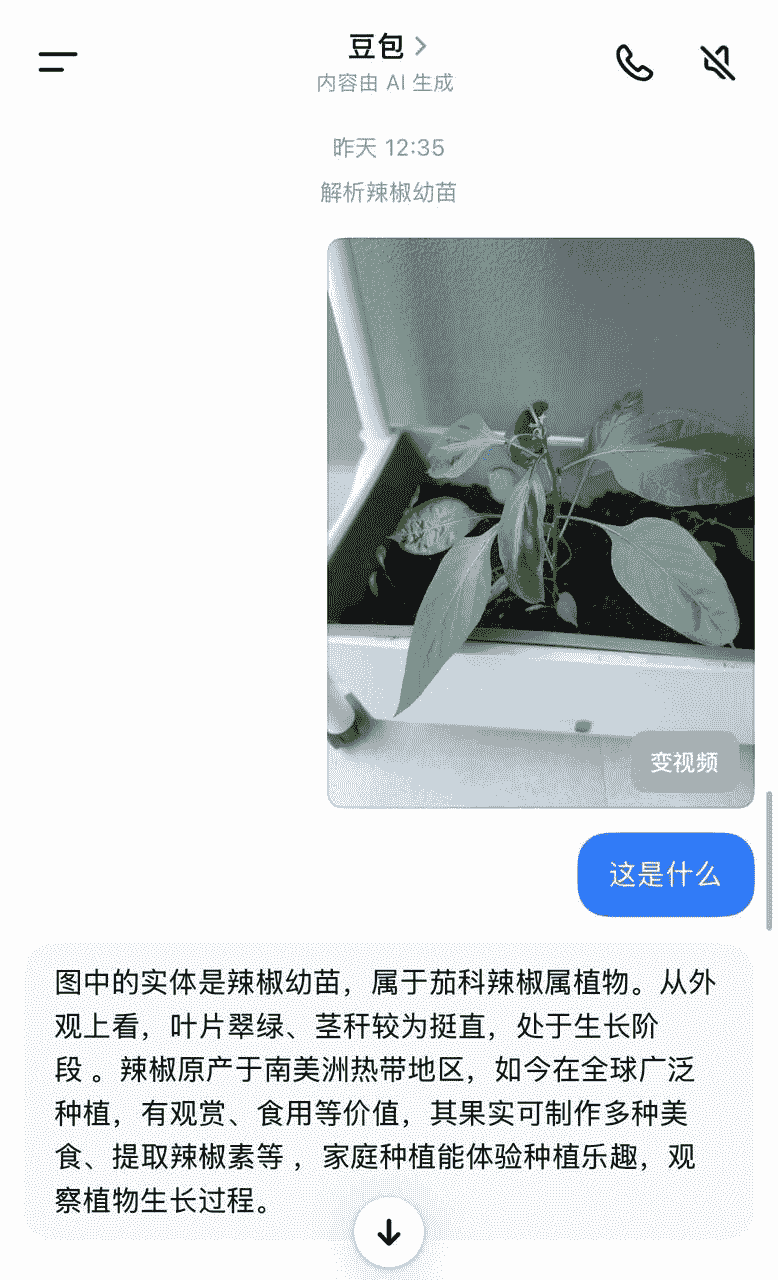 豆包
内容由 AI 生成
昨天 12:35
解析辣椒幼苗
变视频
这是什么
图中的实体是辣椒幼苗，属于茄科辣椒属植物。从外
观上看，叶片翠绿、茎秆较为挺直，处于生长阶
段 。辣椒原产于南美洲热带地区，如今在全球广泛
种植，有观赏、食用等价值，其果实可制作多种美
食、提取辣椒素等 ，家庭种植能体验种植乐趣，观
察植物生长过程。